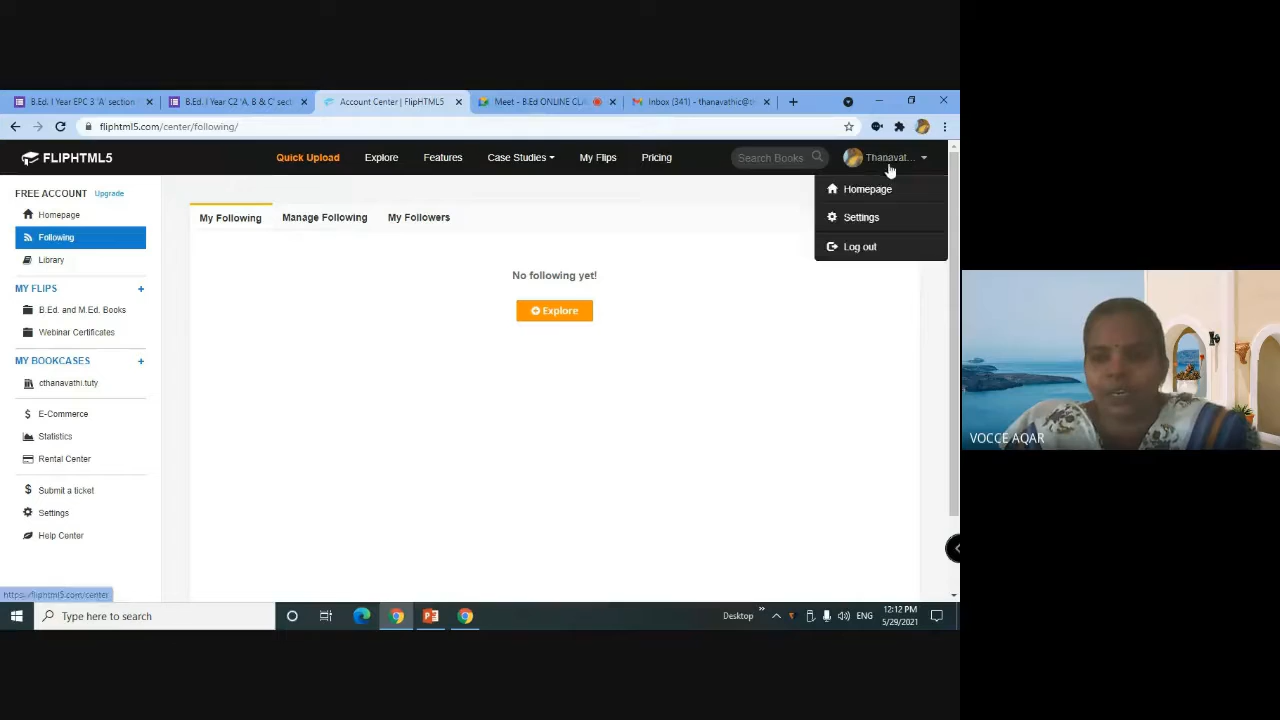 B.Ed. I Year EPC 3 'A' section
B.Ed. I Year C2 'A, B & C' sect
Account Center | FlipHTML5
Meet - B.Ed ONLINE CLA
Inbox (341) - thanavathic@
fliphtml5.com/center/following/
FLIPHTML5
Quick Upload
Explore
Features
Case Studies
My Flips
Pricing
Search Books
Thanavat...
Homepage
Settings
Log out
FREE ACCOUNT Upgrade
Homepage
Following
Library
MY FLIPS +
B.Ed. and M.Ed. Books
Webinar Certificates
MY BOOKCASES +
cthanavathi.tuty
$ E-Commerce
Statistics
Rental Center
$ Submit a ticket
Settings
Help Center
My Following
Manage Following
My Followers
No following yet!
Explore
https://fliphtml5.com/center
VOCCE AQAR
Type here to search
Desktop
ENG
12:12 PM
5/29/2021